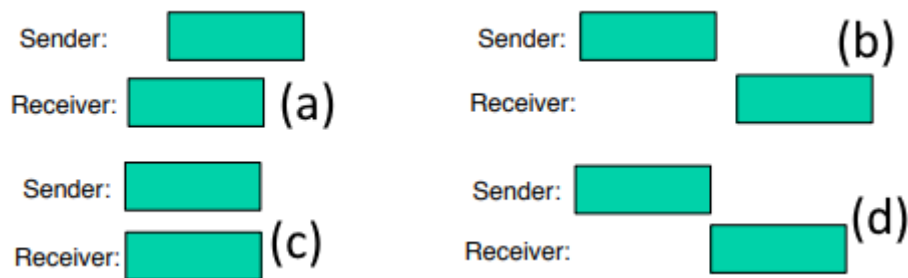 Sender:
Receiver: (a)
Sender: (b)
Receiver:
Sender:
Receiver: (c)
Sender:
Receiver: (d)